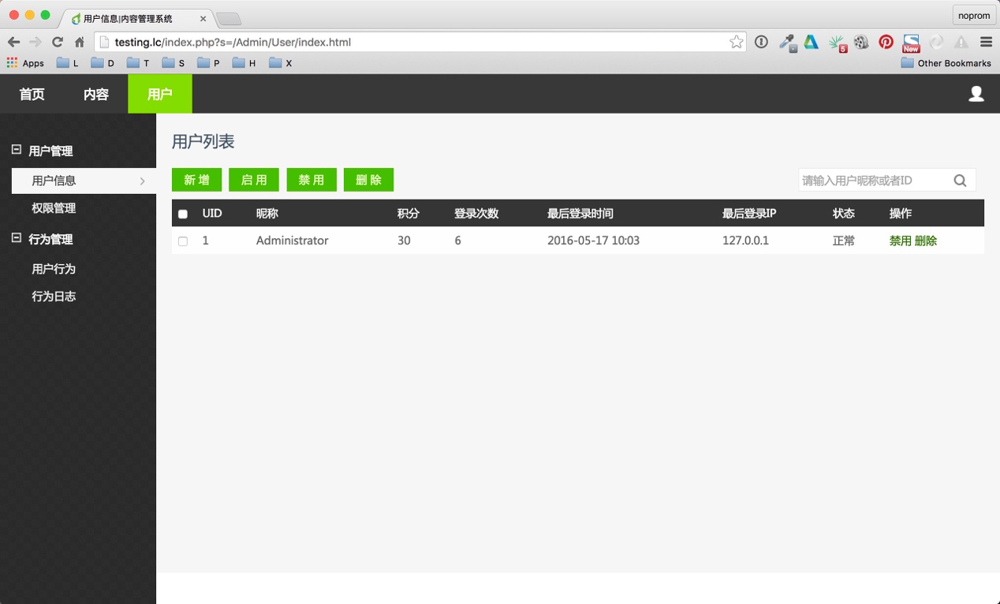 用户信息|内容管理系统
noprom
testing.lc/index.php?s=/Admin/User/index.html
5
New
Apps L D T S P H X Other Bookmarks
首页 内容 用户
用户管理
用户信息
权限管理
行为管理
用户行为
行为日志
用户列表
新增 启用 禁用 删除 请输入用户昵称或者ID
UID 昵称 积分 登录次数 最后登录时间 最后登录IP 状态 操作
1 Administrator 30 6 2016-05-17 10:03 127.0.0.1 正常 禁用 删除